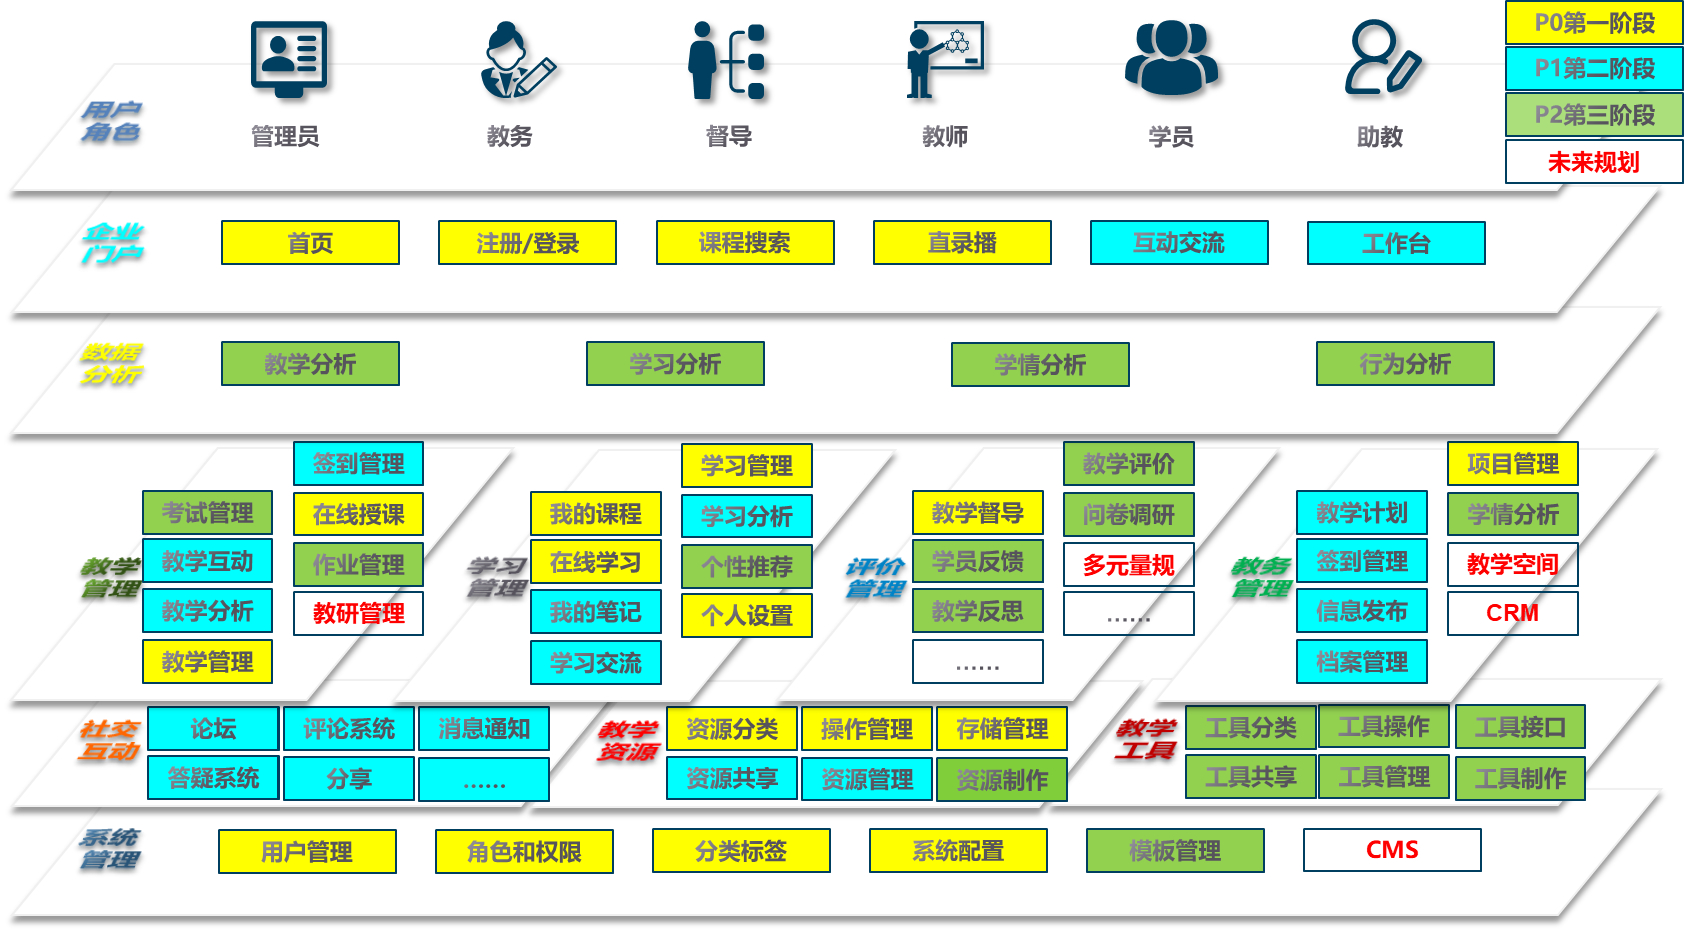 P0第一阶段
P1第二阶段
P2第三阶段
未来规划
用户
角色
管理员
教务
督导
教师
学员
助教
企业
门户
首页
注册/登录
课程搜索
直录播
互动交流
工作台
数据
分析
教学分析
学习分析
学情分析
行为分析
教学
管理
考试管理
教学互动
教学分析
教学管理
签到管理
在线授课
作业管理
教研管理
学习
管理
我的课程
在线学习
我的笔记
学习交流
学习管理
学习分析
个性推荐
个人设置
评价
管理
教学督导
学员反馈
教学反思
……
教学评价
问卷调研
多元量规
……
教务
管理
教学计划
签到管理
信息发布
档案管理
项目管理
学情分析
教学空间
CRM
社交
互动
论坛
评论系统
消息通知
答疑系统
分享
……
教学
资源
资源分类
操作管理
存储管理
资源共享
资源管理
资源制作
教学
工具
工具分类
工具操作
工具接口
工具共享
工具管理
工具制作
系统
管理
用户管理
角色和权限
分类标签
系统配置
模板管理
CMS